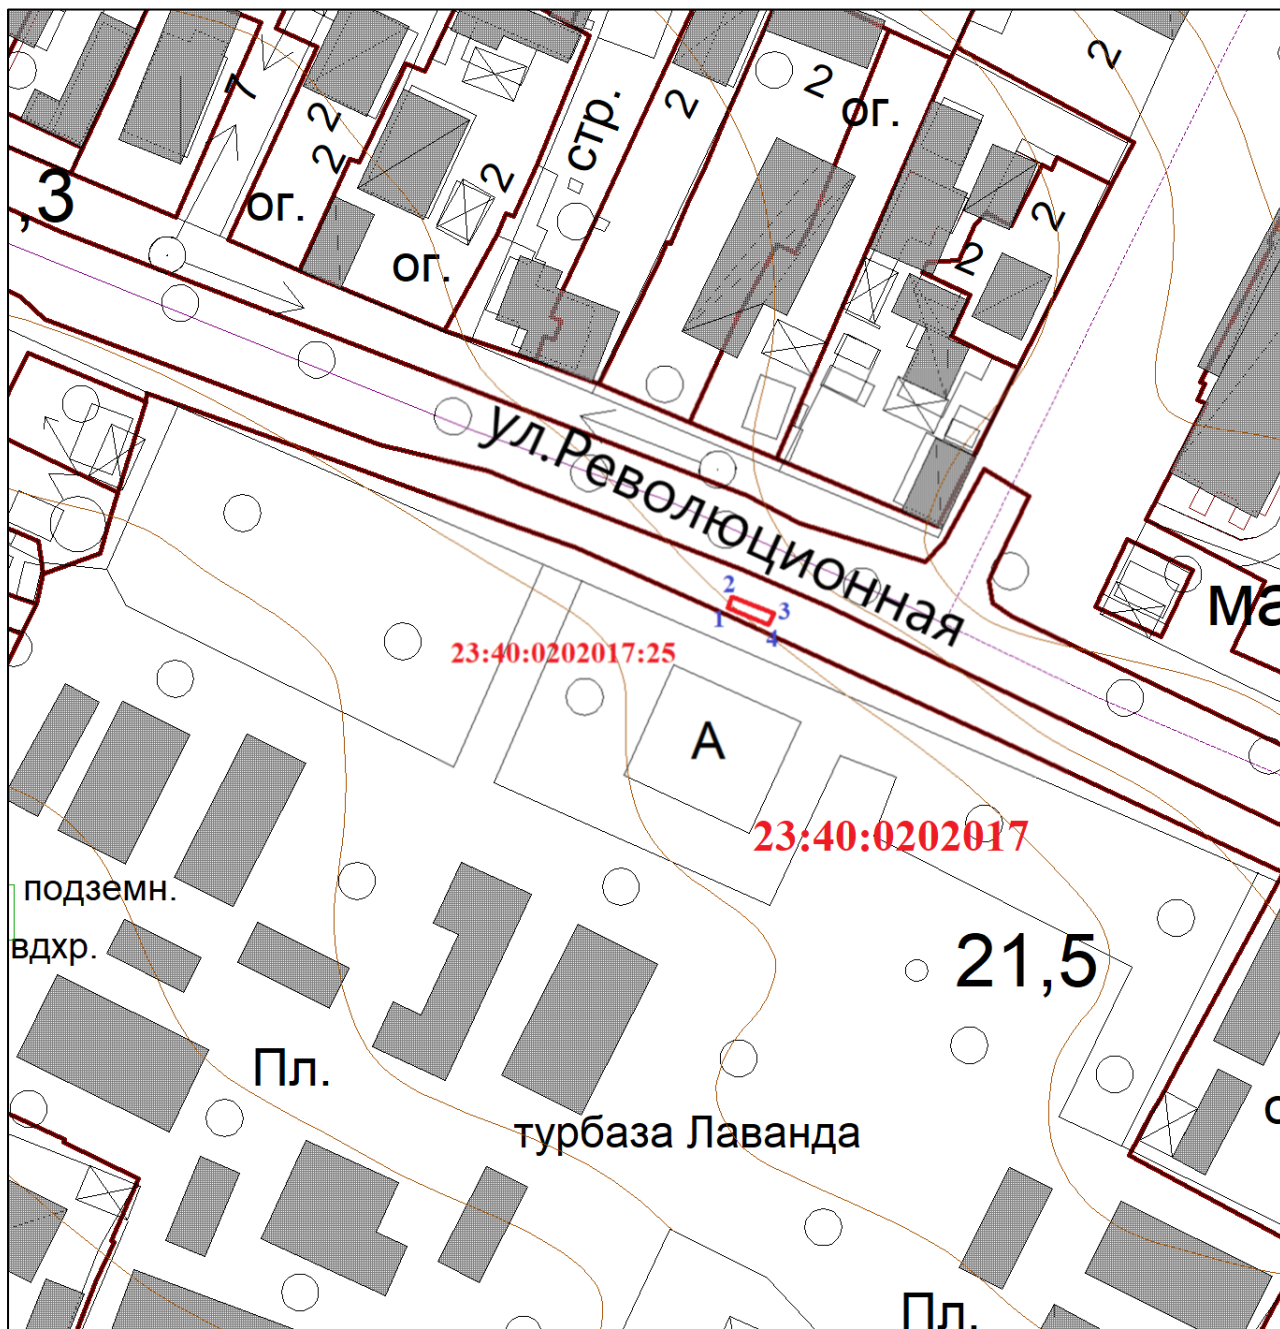 2
2
ог.
7
2
стр.
2
2
2
,3
ог.
ог.
2
2
ул.Революционная
2
3
1
4
ма
23:40:0202017:25
А
23:40:0202017
подземн.
вдхр.
21,5
Пл.
турбаза Лаванда
Пл.